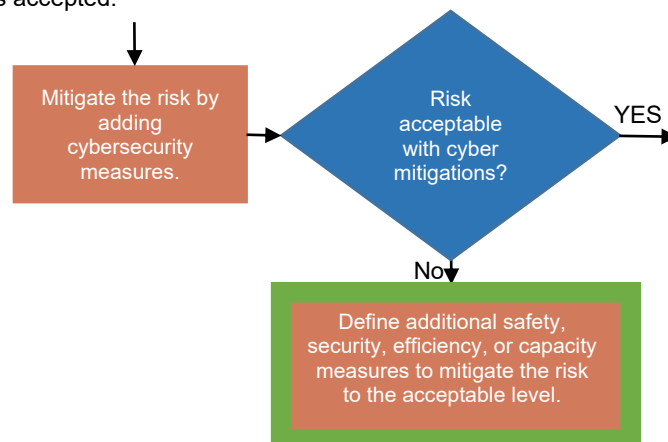 s accepted.
Mitigate the risk by
adding
cybersecurity
measures.
Risk
acceptable
with cyber
mitigations?
YES
No
Define additional safety,
security, efficiency, or capacity
measures to mitigate the risk
to the acceptable level.